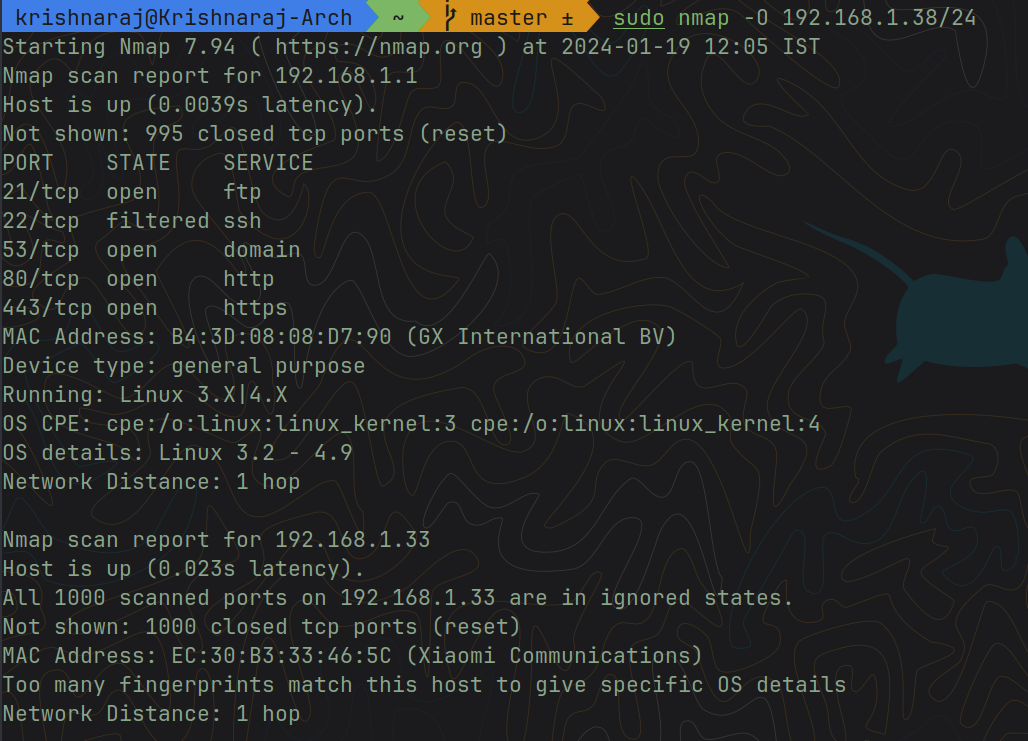 krishnaraj@Krishnaraj-Arch ~ master ± sudo nmap -O 192.168.1.38/24
Starting Nmap 7.94 ( https://nmap.org ) at 2024-01-19 12:05 IST
Nmap scan report for 192.168.1.1
Host is up (0.0039s latency).
Not shown: 995 closed tcp ports (reset)
PORT    STATE    SERVICE
21/tcp  open     ftp
22/tcp  filtered ssh
53/tcp  open     domain
80/tcp  open     http
443/tcp open     https
MAC Address: B4:3D:08:08:D7:90 (GX International BV)
Device type: general purpose
Running: Linux 3.X|4.X
OS CPE: cpe:/o:linux:linux_kernel:3 cpe:/o:linux:linux_kernel:4
OS details: Linux 3.2 - 4.9
Network Distance: 1 hop
Nmap scan report for 192.168.1.33
Host is up (0.023s latency).
All 1000 scanned ports on 192.168.1.33 are in ignored states.
Not shown: 1000 closed tcp ports (reset)
MAC Address: EC:30:B3:33:46:5C (Xiaomi Communications)
Too many fingerprints match this host to give specific OS details
Network Distance: 1 hop